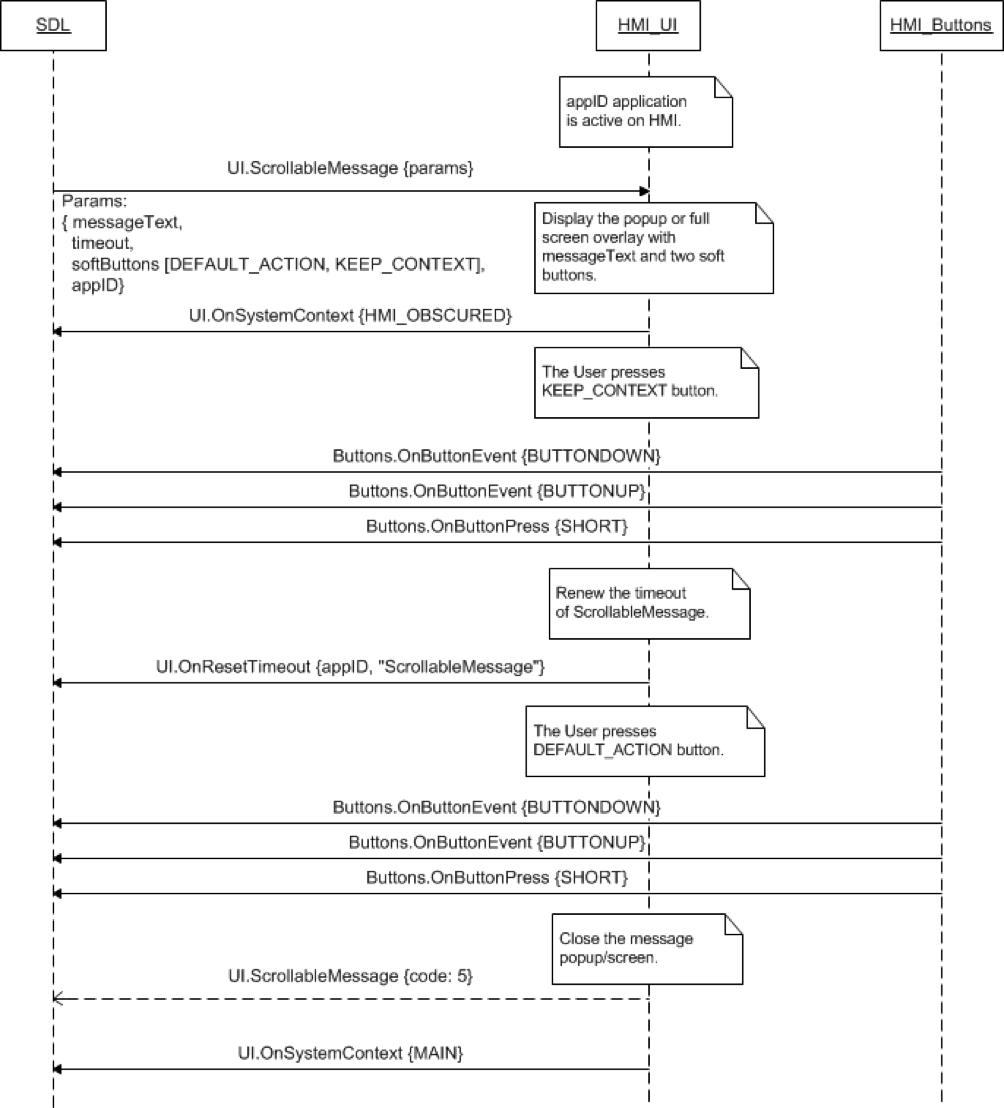 SDL
HMI_UI
HMI_Buttons
appID application
is active on HMI.
UI.ScrollableMessage {params}
Params:
{ messageText,
timeout,
softButtons [DEFAULT_ACTION, KEEP_CONTEXT],
appID}
Display the popup or full
screen overlay with
messageText and two soft
buttons.
UI.OnSystemContext {HMI_OBSCURED}
The User presses
KEEP_CONTEXT button.
Buttons.OnButtonEvent {BUTTONDOWN}
Buttons.OnButtonEvent {BUTTONUP}
Buttons.OnButtonPress {SHORT}
Renew the timeout
of ScrollableMessage.
UI.OnResetTimeout {appID, "ScrollableMessage"}
The User presses
DEFAULT_ACTION button.
Buttons.OnButtonEvent {BUTTONDOWN}
Buttons.OnButtonEvent {BUTTONUP}
Buttons.OnButtonPress {SHORT}
Close the message
popup/screen.
UI.ScrollableMessage {code: 5}
UI.OnSystemContext {MAIN}